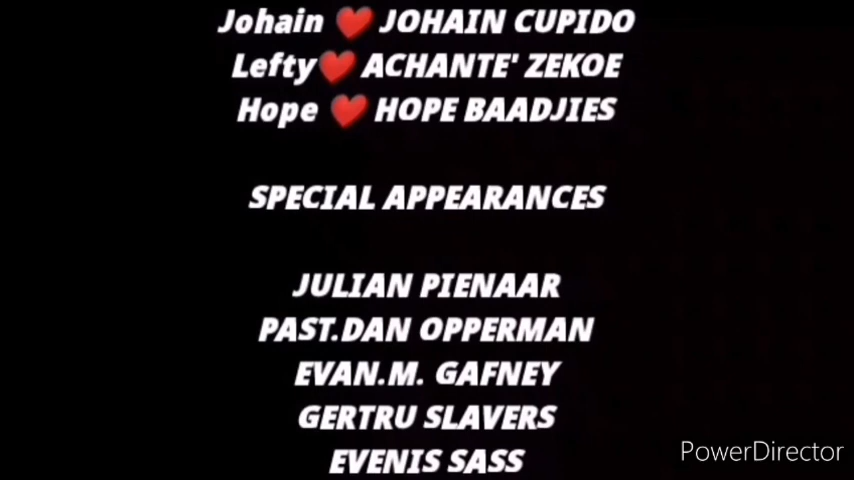 Johain ❤️ JOHAIN CUPIDO
Lefty❤️ ACHANTE' ZEKOE
Hope ❤️ HOPE BAADJIES
SPECIAL APPEARANCES
JULIAN PIENAAR
PAST.DAN OPPERMAN
EVAN.M. GAFNEY
GERTRU SLAVERS
EVENIS SASS
PowerDirector